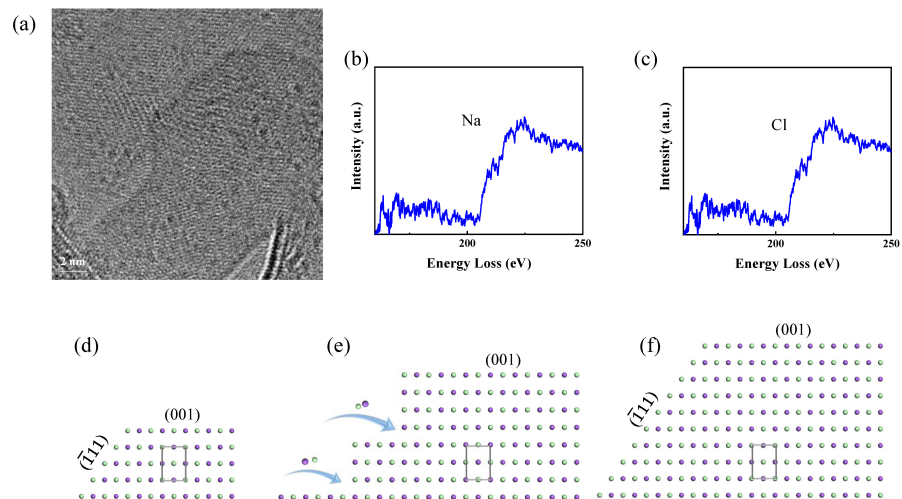 (a)
2 nm
(b)
Intensity (a.u.)
Na
200
250
Energy Loss (eV)
(c)
Intensity (a.u.)
Cl
200
250
Energy Loss (eV)
(d)
(001)
(1̅11)
(e)
(001)
(f)
(001)
(1̅11)